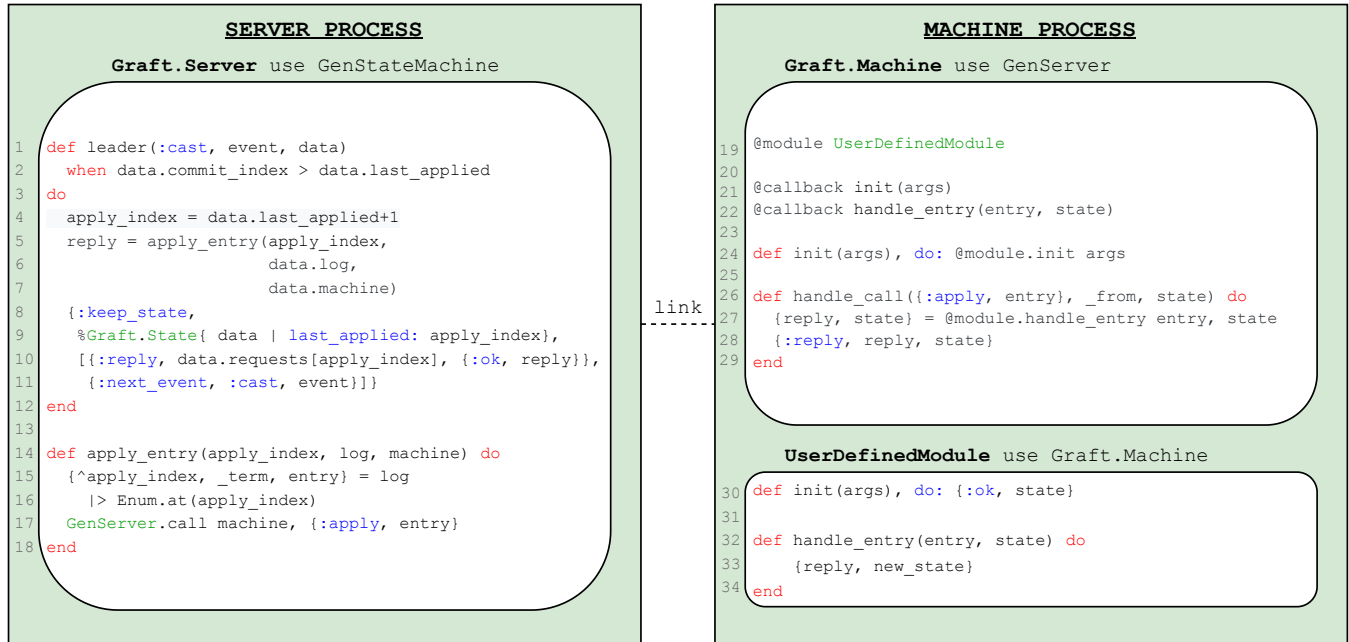 SERVER PROCESS
Graft.Server use GenStateMachine
1 def leader(:cast, event, data)
2   when data.commit_index > data.last_applied
3 do
4   apply_index = data.last_applied+1
5   reply = apply_entry(apply_index,
6                       data.log,
7                       data.machine)
8   {:keep_state,
9    %Graft.State{ data | last_applied: apply_index},
10    [{:reply, data.requests[apply_index], {:ok, reply}},
11     {:next_event, :cast, event}]}
12 end
13
14 def apply_entry(apply_index, log, machine) do
15   {^apply_index, _term, entry} = log
16     |> Enum.at(apply_index)
17   GenServer.call machine, {:apply, entry}
18 end
link
MACHINE PROCESS
Graft.Machine use GenServer
19 @module UserDefinedModule
20
21 @callback init(args)
22 @callback handle_entry(entry, state)
23
24 def init(args), do: @module.init args
25
26 def handle_call({:apply, entry}, _from, state) do
27   {reply, state} = @module.handle_entry entry, state
28   {:reply, reply, state}
29 end
UserDefinedModule use Graft.Machine
30 def init(args), do: {:ok, state}
31
32 def handle_entry(entry, state) do
33     {reply, new_state}
34 end